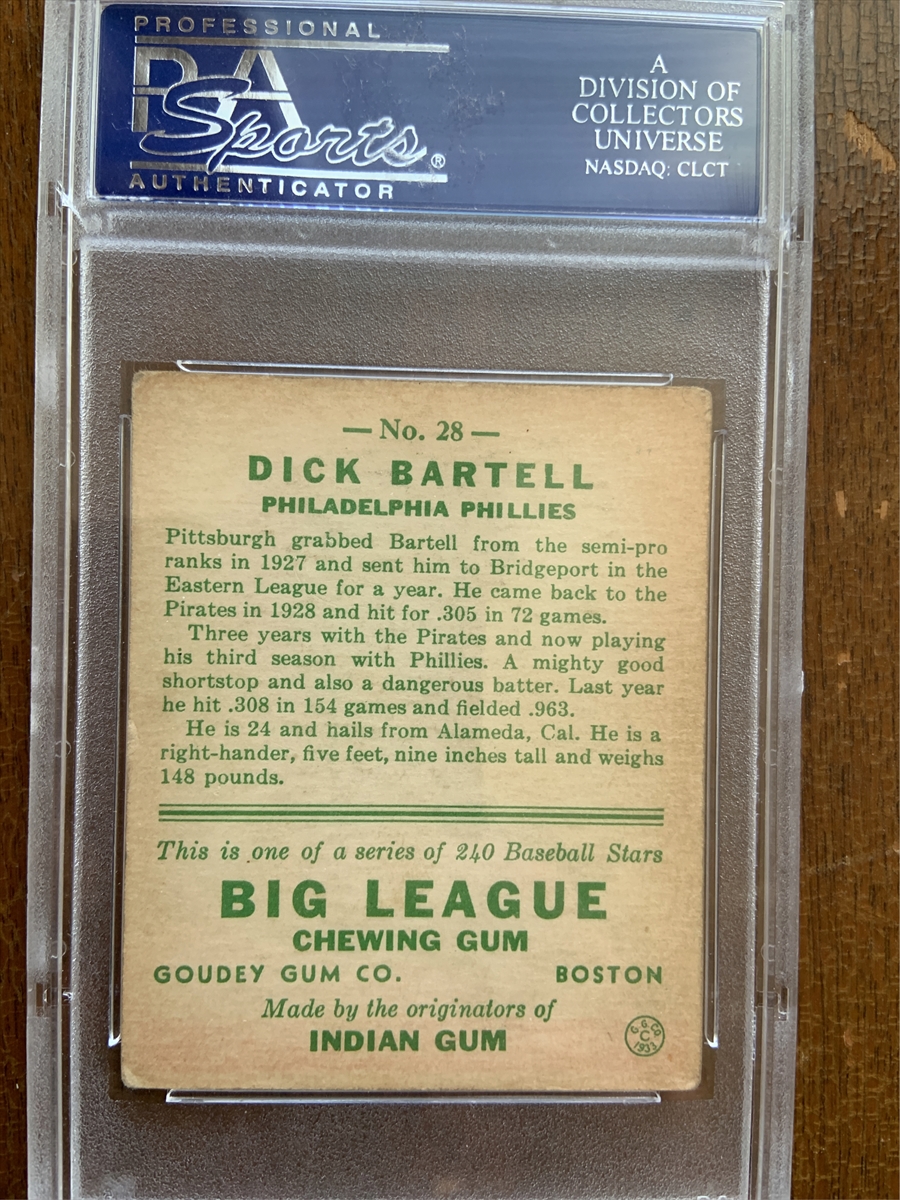 PROFESSIONAL
PSA
Sports®
AUTHENTICATOR
A
DIVISION OF
COLLECTORS
UNIVERSE
NASDAQ: CLCT
— No. 28 —
DICK BARTELL
PHILADELPHIA PHILLIES
Pittsburgh grabbed Bartell from the semi-pro
ranks in 1927 and sent him to Bridgeport in the
Eastern League for a year. He came back to the
Pirates in 1928 and hit for .305 in 72 games.
Three years with the Pirates and now playing
his third season with Phillies. A mighty good
shortstop and also a dangerous batter. Last year
he hit .308 in 154 games and fielded .963.
He is 24 and hails from Alameda, Cal. He is a
right-hander, five feet, nine inches tall and weighs
148 pounds.
This is one of a series of 240 Baseball Stars
BIG LEAGUE
CHEWING GUM
GOUDEY GUM CO. BOSTON
Made by the originators of
INDIAN GUM
G. G. CO.
C
1933